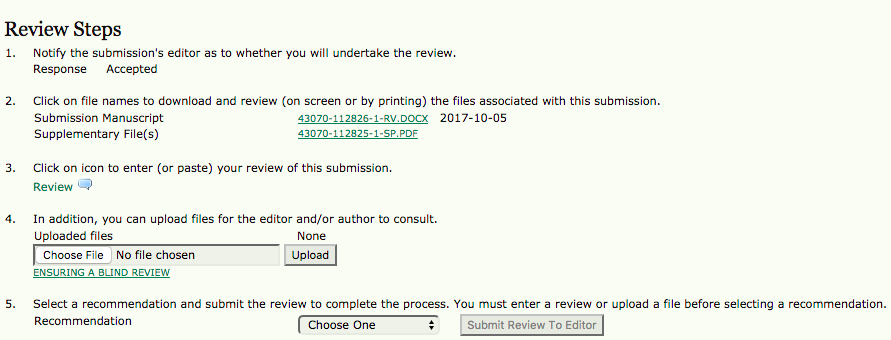 Review Steps
1. Notify the submission's editor as to whether you will undertake the review.
Response Accepted
2. Click on file names to download and review (on screen or by printing) the files associated with this submission.
Submission Manuscript 43070-112826-1-RV.DOCX 2017-10-05
Supplementary File(s) 43070-112825-1-SP.PDF
3. Click on icon to enter (or paste) your review of this submission.
Review
4. In addition, you can upload files for the editor and/or author to consult.
Uploaded files None
Choose File No file chosen Upload
ENSURING A BLIND REVIEW
5. Select a recommendation and submit the review to complete the process. You must enter a review or upload a file before selecting a recommendation.
Recommendation Choose One Submit Review To Editor